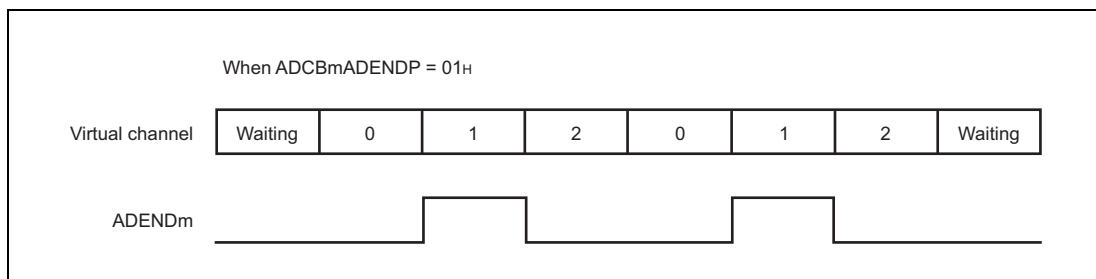 When ADCBmADENDP = 01H
Virtual channel Waiting 0 1 2 0 1 2 Waiting
ADENDm